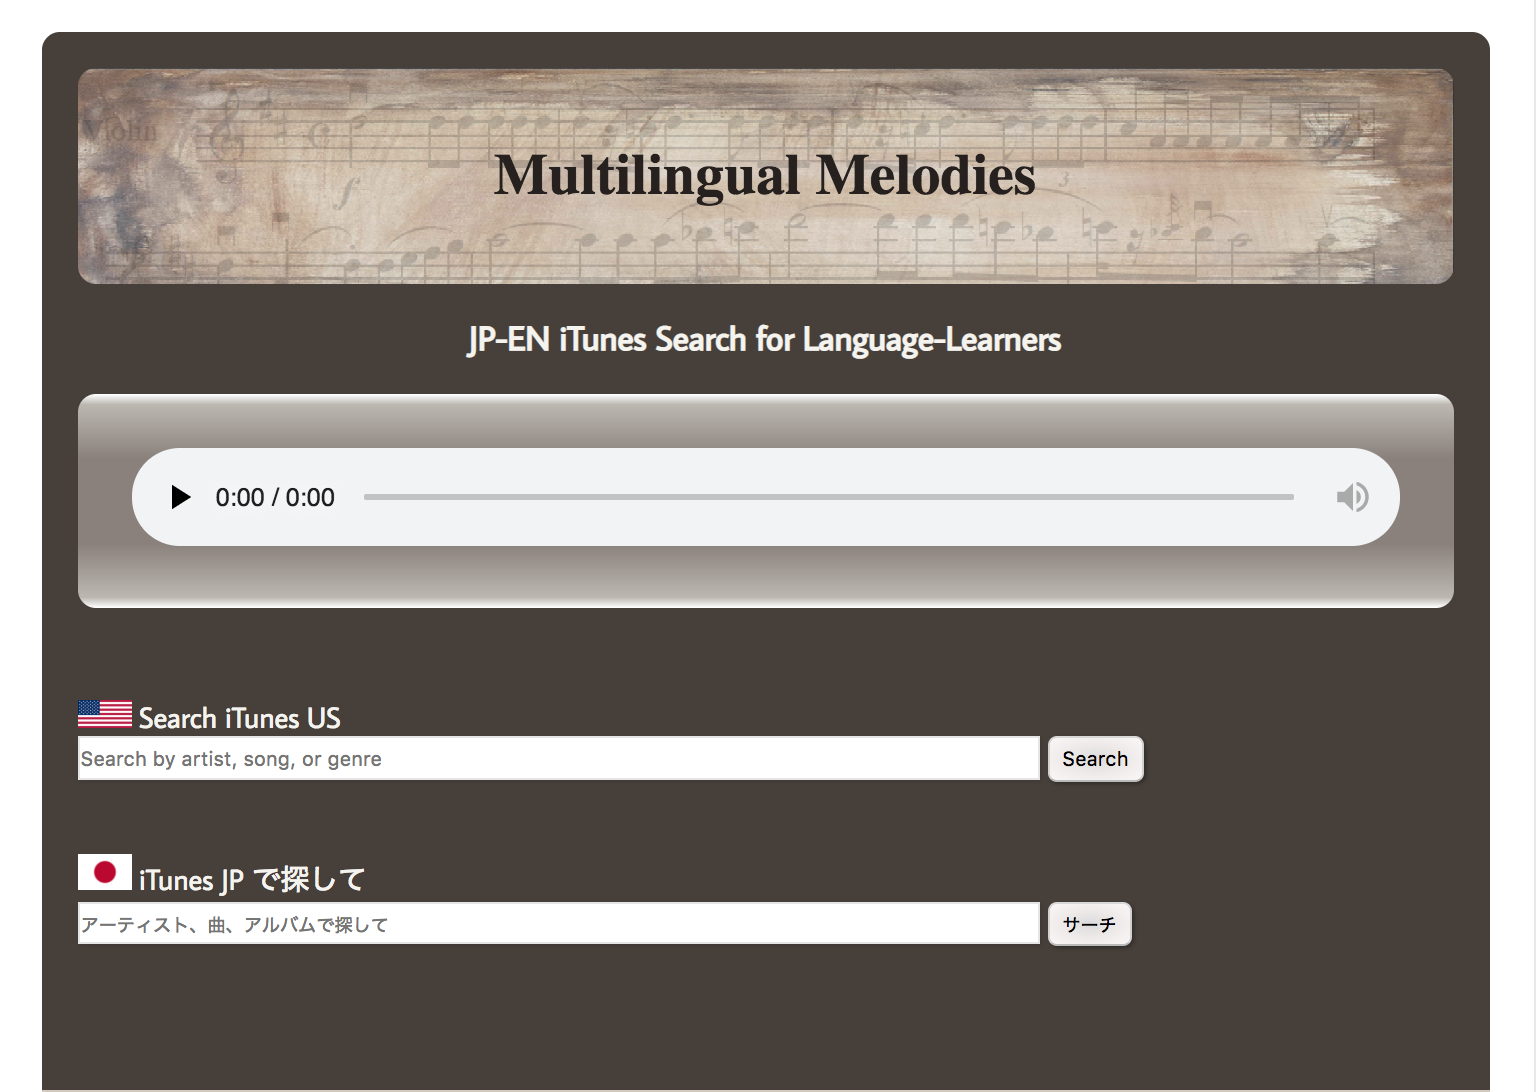 Violin
Multilingual Melodies
JP-EN iTunes Search for Language-Learners
0:00 / 0:00
Search iTunes US
Search by artist, song, or genre
Search
iTunes JP で探して
アーティスト、曲、アルバムで探して
サーチ